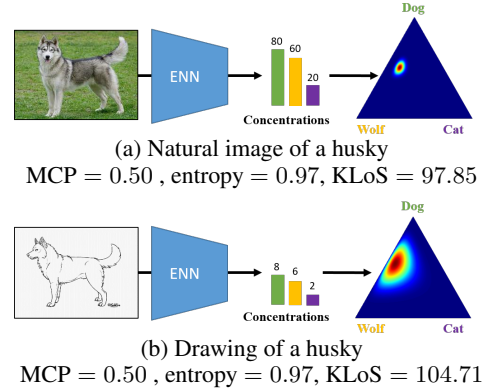 Dog
80
60
20
ENN
Concentrations
Wolf
Cat
(a) Natural image of a husky
MCP = 0.50 , entropy = 0.97, KLoS = 97.85
Dog
8
6
2
ENN
Concentrations
Wolf
Cat
(b) Drawing of a husky
MCP = 0.50, entropy = 0.97, KLoS = 104.71